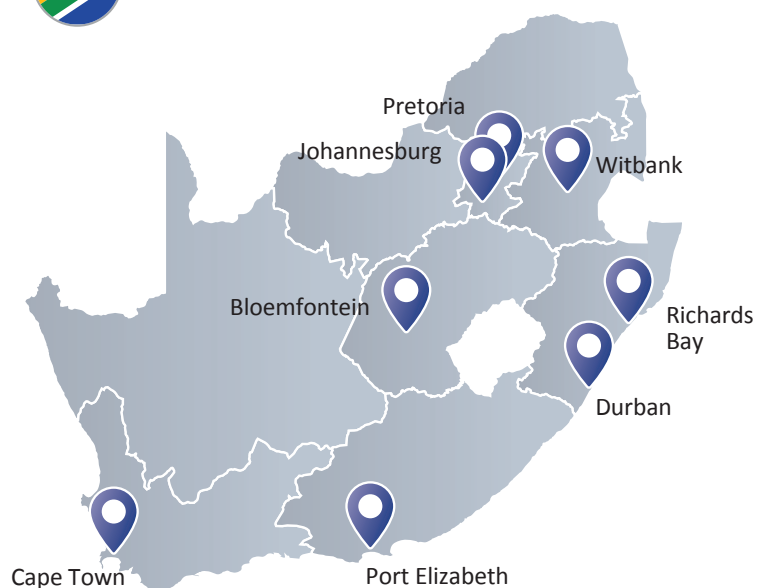 Pretoria
Johannesburg
Witbank
Bloemfontein
Richards
Bay
Durban
Cape Town
Port Elizabeth